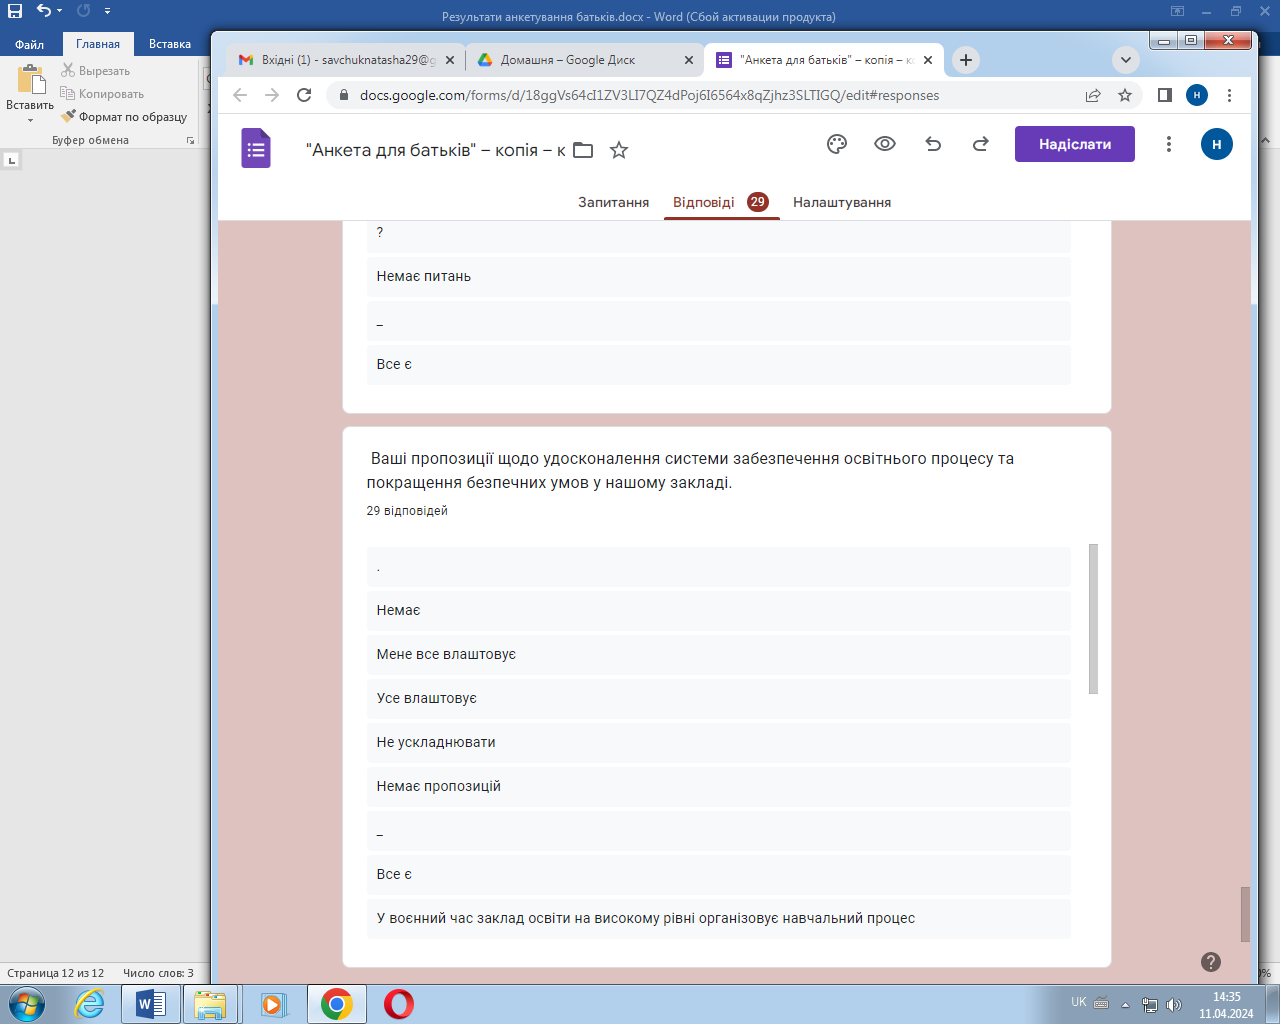 Результати анкетування батьків.docx - Word (Сбой активации продукта)
Файл
Главная
Вставка
Вырезать
Копировать
Формат по образцу
Вставить
Буфер обмена
Вхідні (1) - savchuknatasha29@g
Домашня – Google Диск
"Анкета для батьків" – копія – ко
docs.google.com/forms/d/18ggVs64cI1ZV3LI7QZ4dPoj6I6564x8qZjhz3SLTIGQ/edit#responses
"Анкета для батьків" – копія – к
Надіслати
Н
Запитання
Відповіді 29
Налаштування
?
Немає питань
_
Все є
Ваші пропозиції щодо удосконалення системи забезпечення освітнього процесу та
покращення безпечних умов у нашому закладі.
29 відповідей
.
Немає
Мене все влаштовує
Усе влаштовує
Не ускладнювати
Немає пропозицій
_
Все є
У воєнний час заклад освіти на високому рівні організовує навчальний процес
Страница 12 из 12
Число слов: 3
UK
14:35
11.04.2024